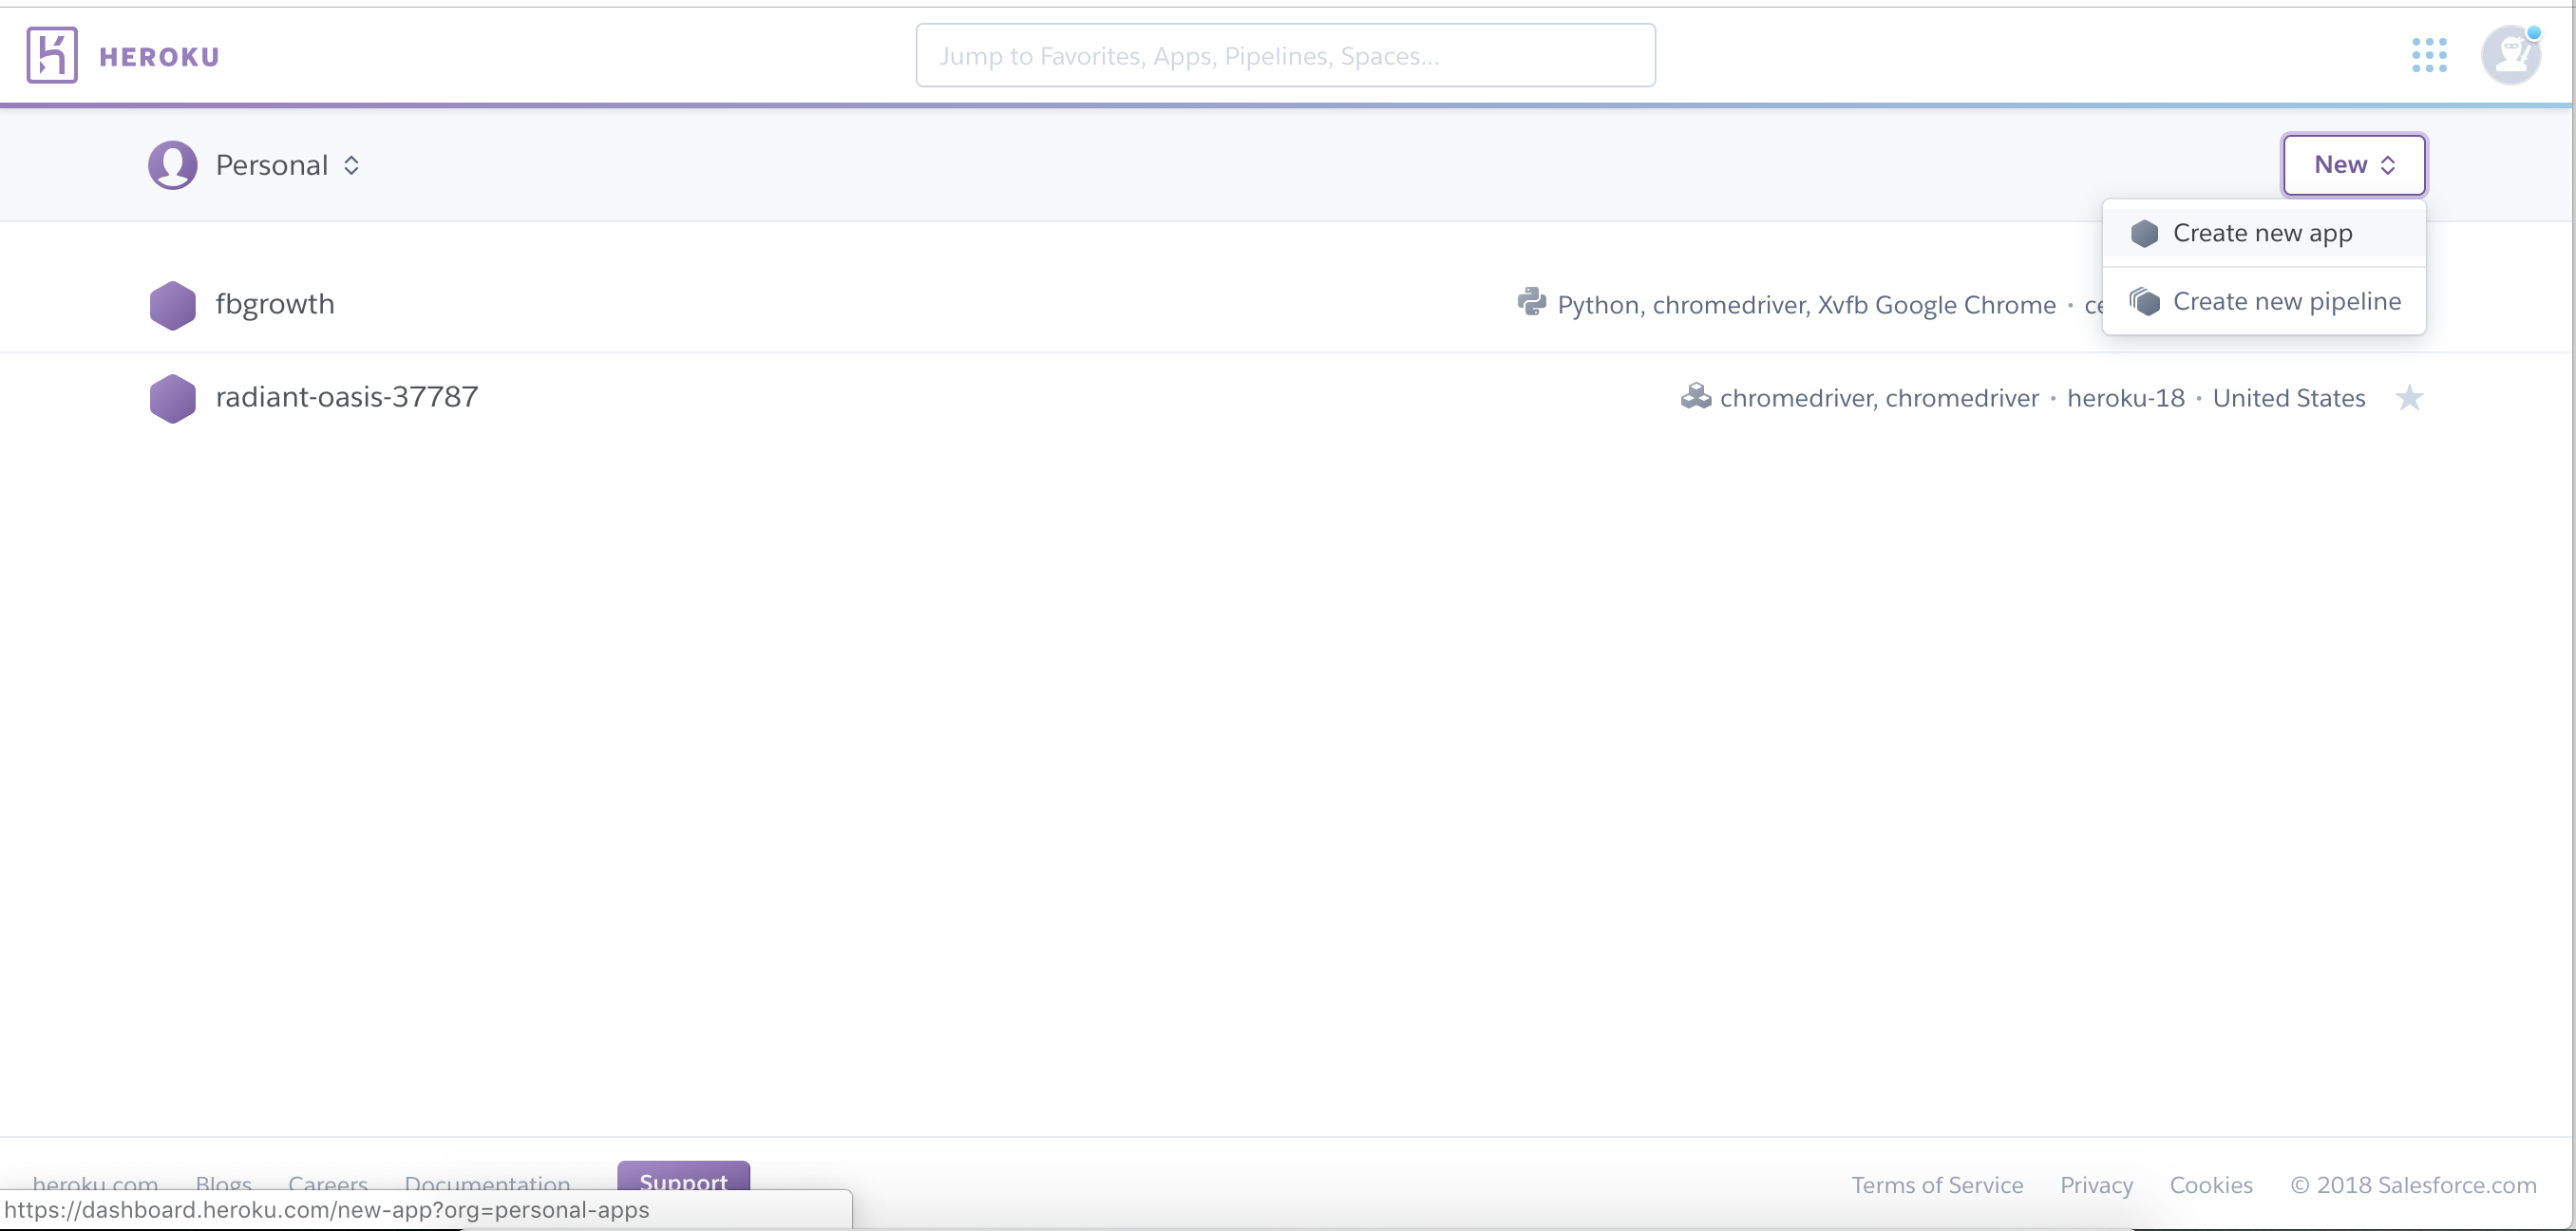 HEROKU
Jump to Favorites, Apps, Pipelines, Spaces...
Personal
New
Create new app
Create new pipeline
fbgrowth
Python, chromedriver, Xvfb Google Chrome •
radiant-oasis-37787
chromedriver, chromedriver • heroku-18 • United States
heroku.com Blogs Careers Documentation Support
Terms of Service Privacy Cookies © 2018 Salesforce.com
https://dashboard.heroku.com/new-app?org=personal-apps